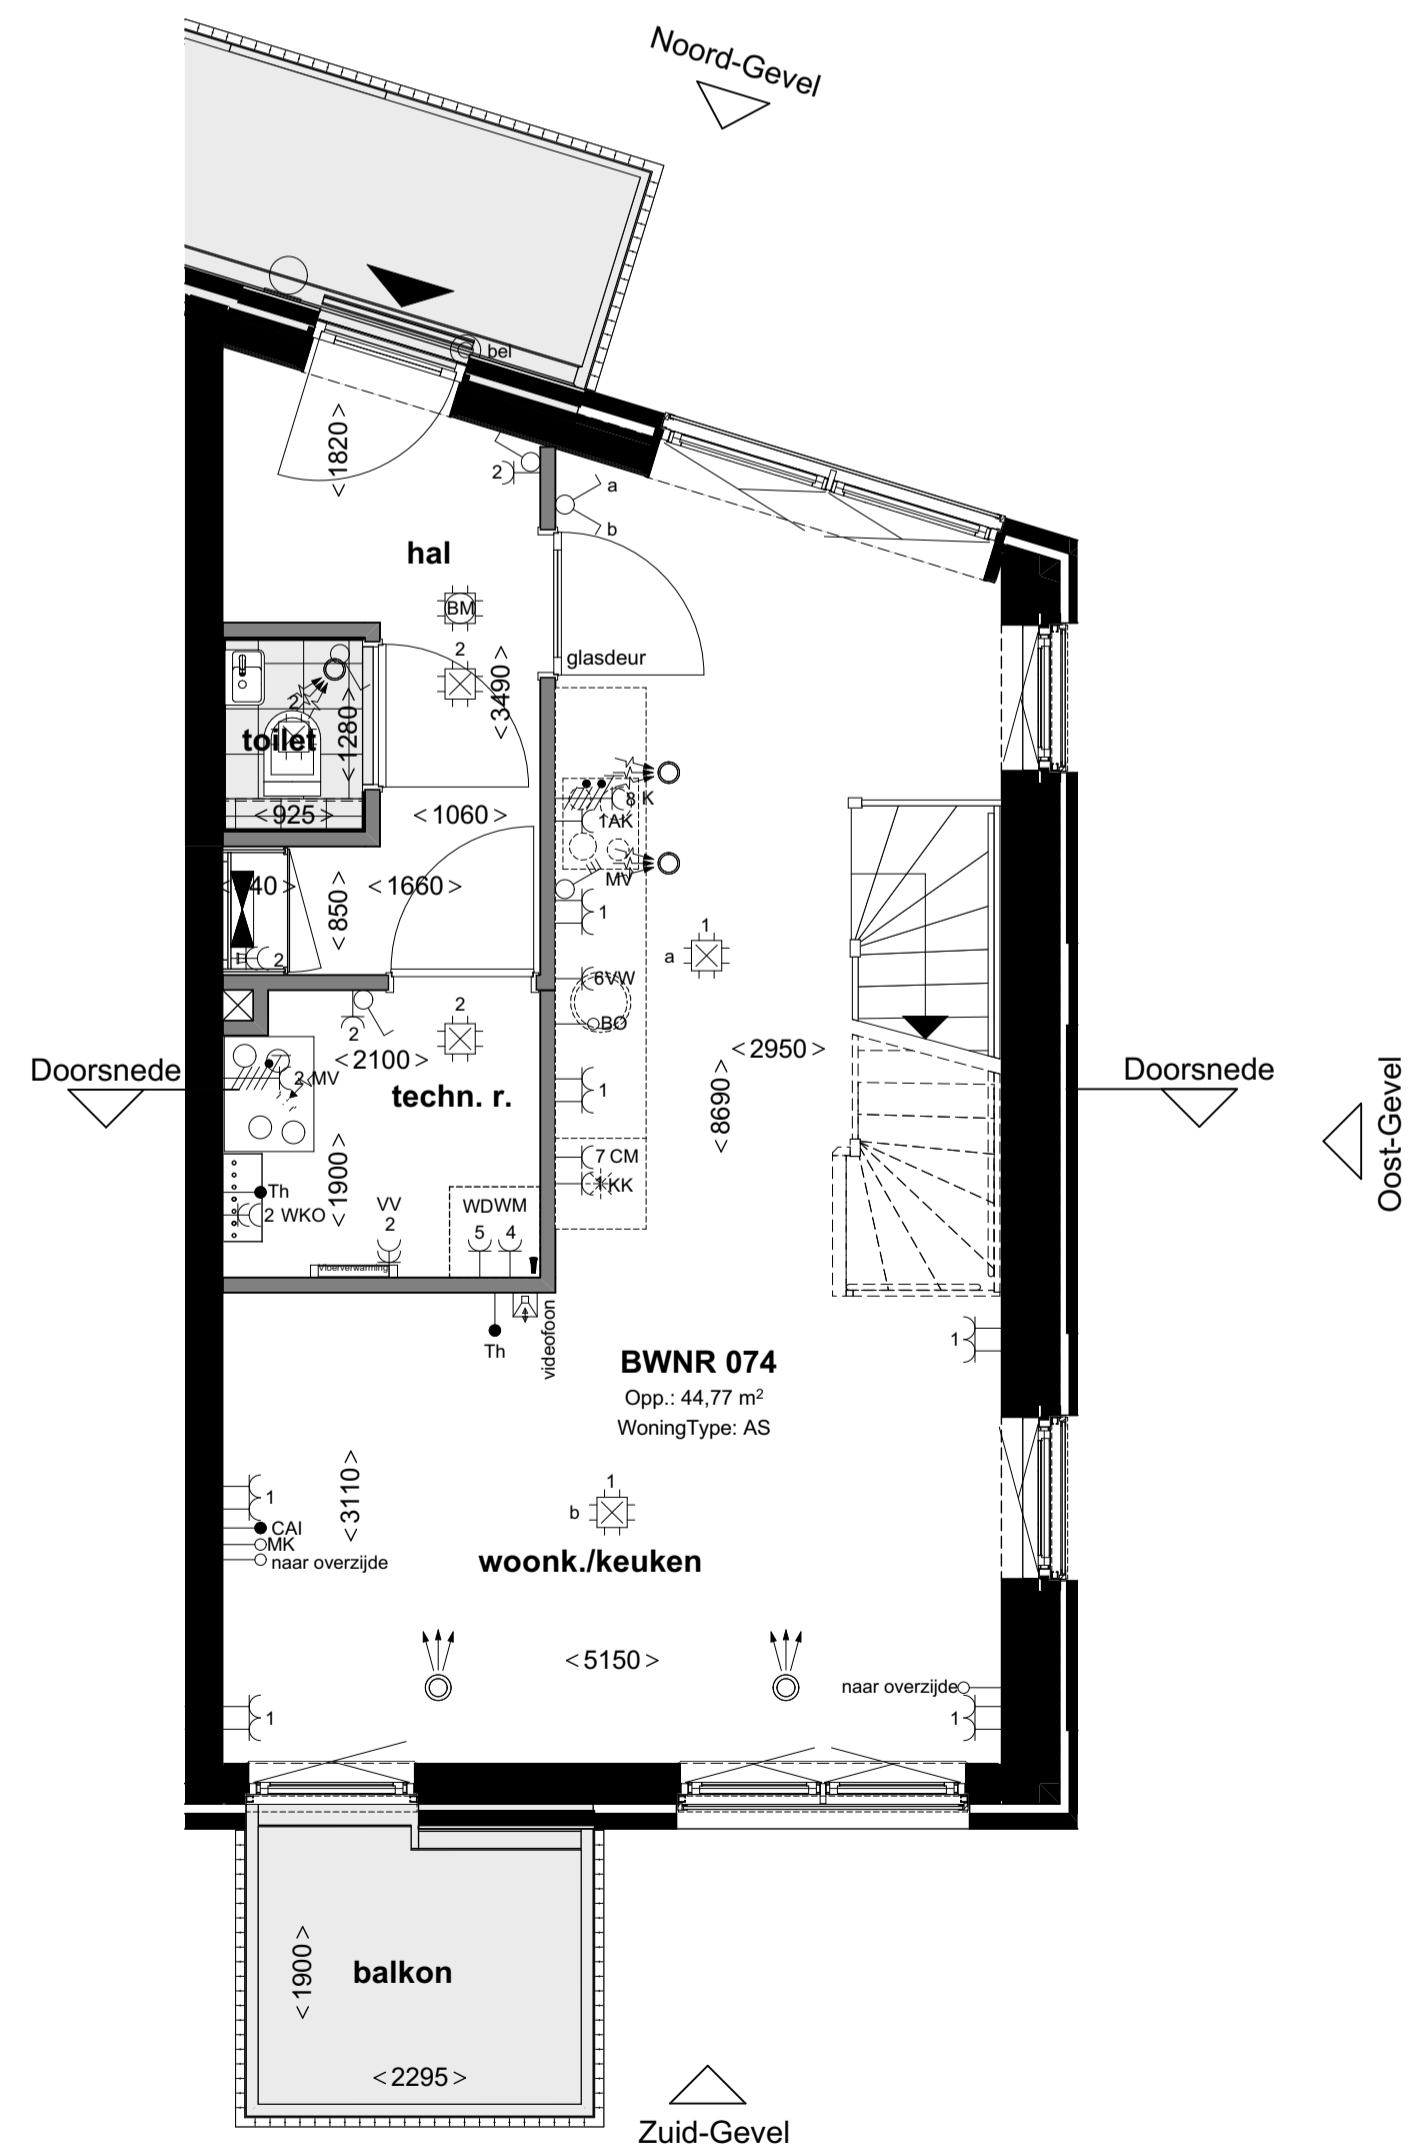 Noord-Gevel
bel
<1820>
2
a
b
hal
BM
2
<3490>
glasdeur
2
toilet
<1280>
<925>
<1060>
8 K
1AK
MV
40>
<850>
<1660>
2
1
1
a
6VW
BO
2
2
<2100>
<2950>
<8690>
Doorsnede
Doorsnede
Oost-Gevel
2 MV
techn. r.
1
<1900>
7 CM
1KK
Th
2 WKO
VV
2
WDWM
5
4
Vloerverwarming
videofoon
Th
1
BWNR 074
Opp.: 44,77 m²
WoningType: AS
<3110>
1
CAI
MK
naar overzijde
1
b
woonk./keuken
<5150>
naar overzijde
1
1
<1900>
balkon
<2295>
Zuid-Gevel